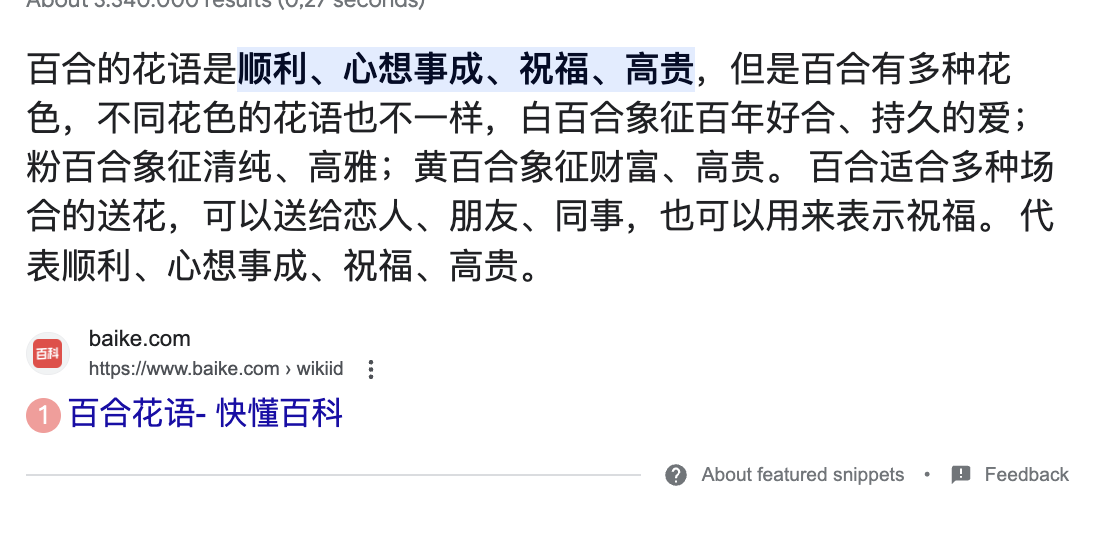 About 3.340.000 results (0,27 seconds)
百合的花语是顺利、心想事成、祝福、高贵，但是百合有多种花
色，不同花色的花语也不一样，白百合象征百年好合、持久的爱；
粉百合象征清纯、高雅；黄百合象征财富、高贵。 百合适合多种场
合的送花，可以送给恋人、朋友、同事，也可以用来表示祝福。 代
表顺利、心想事成、祝福、高贵。
百科
baike.com
https://www.baike.com › wikiid
1 百合花语- 快懂百科
About featured snippets • Feedback